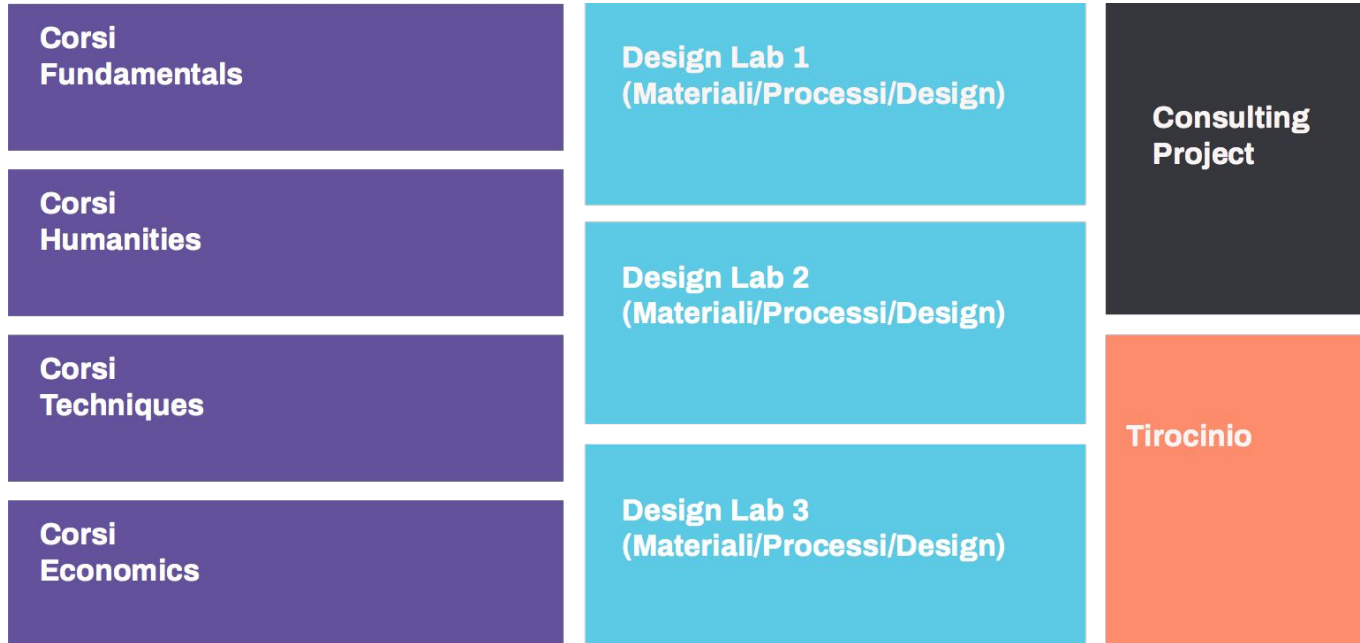 Corsi
Fundamentals
Corsi
Humanities
Corsi
Techniques
Corsi
Economics
Design Lab 1
(Materiali/Processi/Design)
Design Lab 2
(Materiali/Processi/Design)
Design Lab 3
(Materiali/Processi/Design)
Consulting
Project
Tirocinio